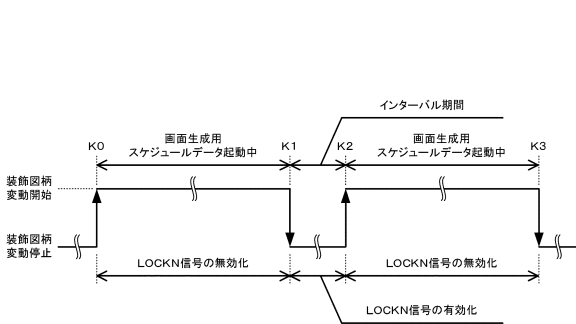 インターバル期間
K0
画面生成用
スケジュールデータ起動中
K1
K2
画面生成用
スケジュールデータ起動中
K3
装飾図柄
変動開始
装飾図柄
変動停止
LOCKN信号の無効化
LOCKN信号の無効化
LOCKN信号の有効化